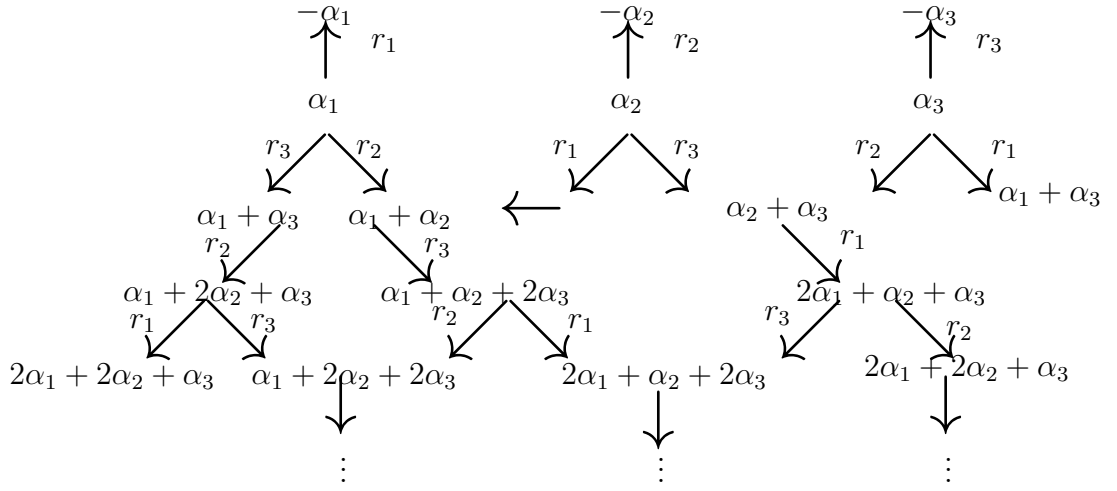 −α₁ −α₂ −α₃
r₁ r₂ r₃
α₁ α₂ α₃
r₃ r₂ r₁ r₃ r₂ r₁
α₁ + α₃ α₁ + α₂ α₂ + α₃ α₁ + α₃
r₂ r₃ r₁
α₁ + 2α₂ + α₃ α₁ + α₂ + 2α₃ 2α₁ + α₂ + α₃
r₁ r₃ r₂ r₁ r₃ r₂
2α₁ + 2α₂ + α₃ α₁ + 2α₂ + 2α₃ 2α₁ + α₂ + 2α₃ 2α₁ + 2α₂ + α₃
⋮ ⋮ ⋮